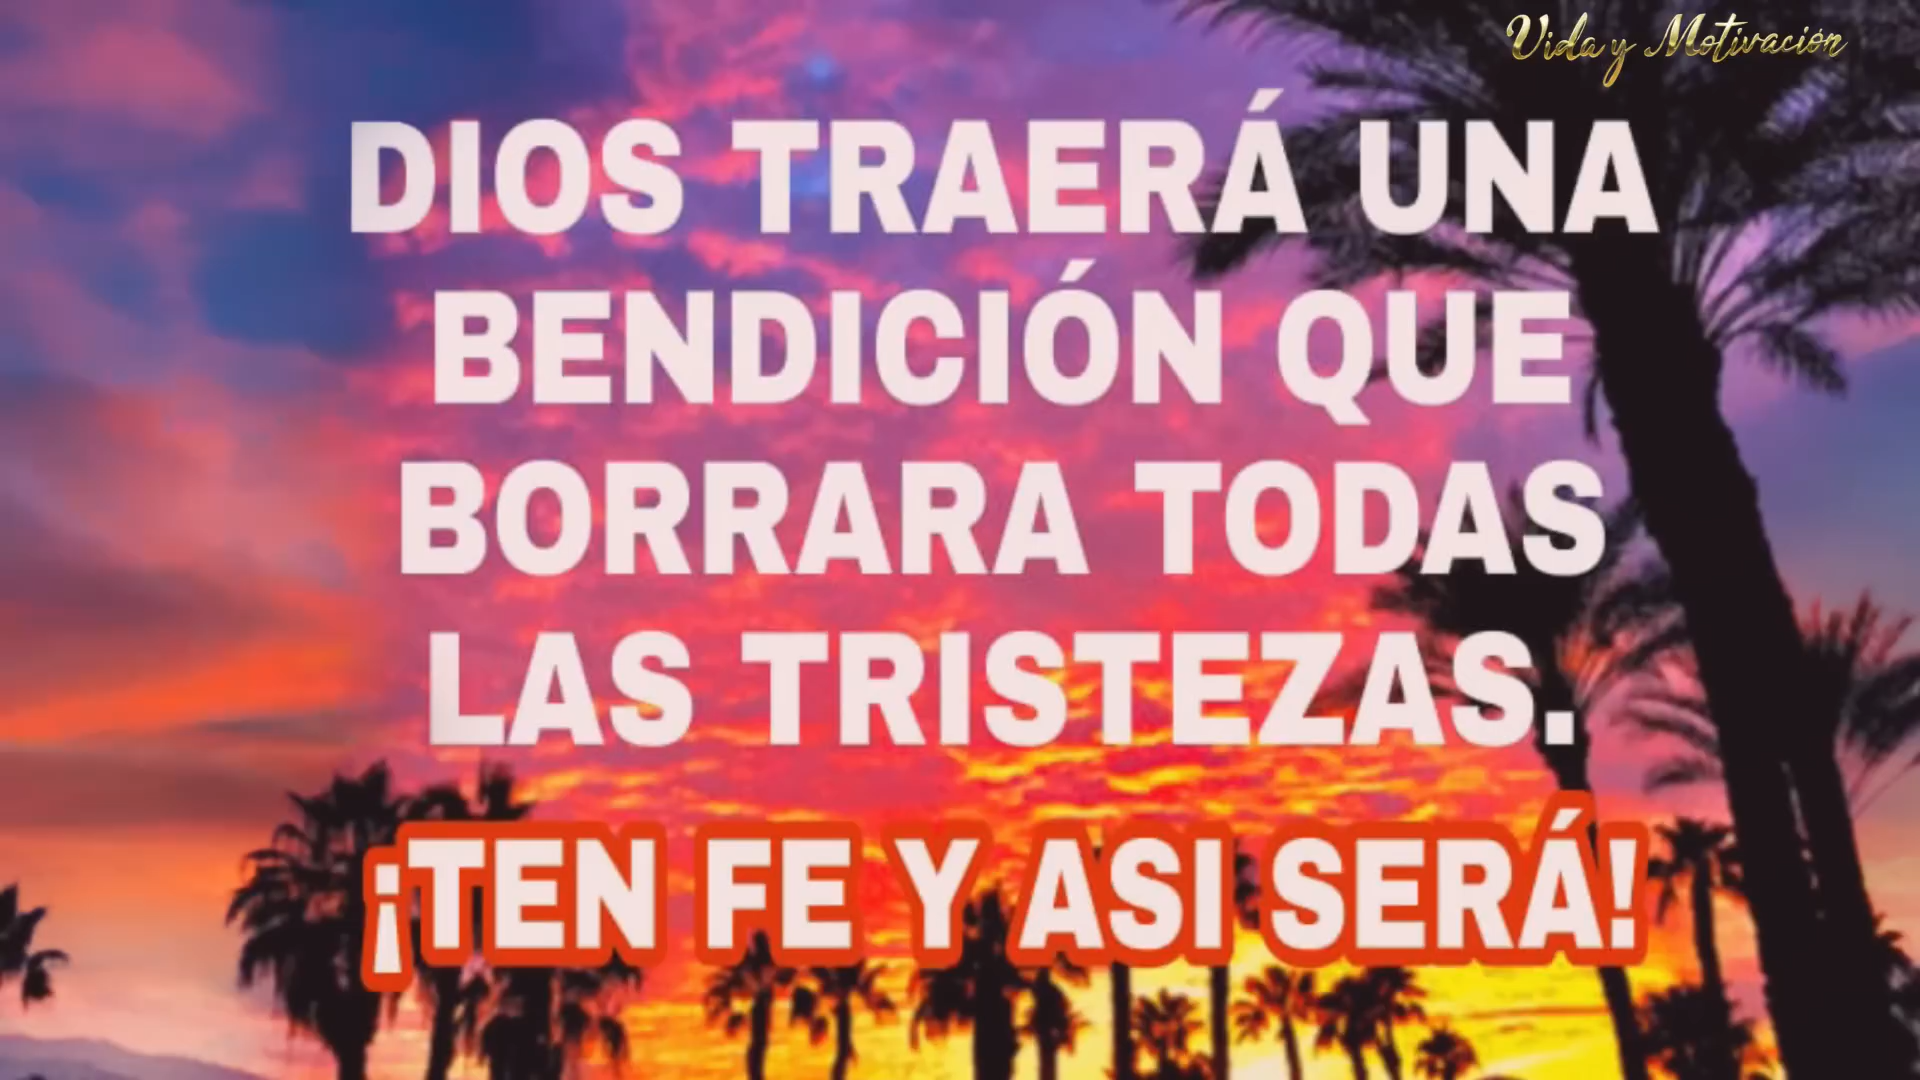 Vida y Motivación
DIOS TRAERÁ UNA
BENDICIÓN QUE
BORRARA TODAS
LAS TRISTEZAS.
¡TEN FE Y ASI SERÁ!